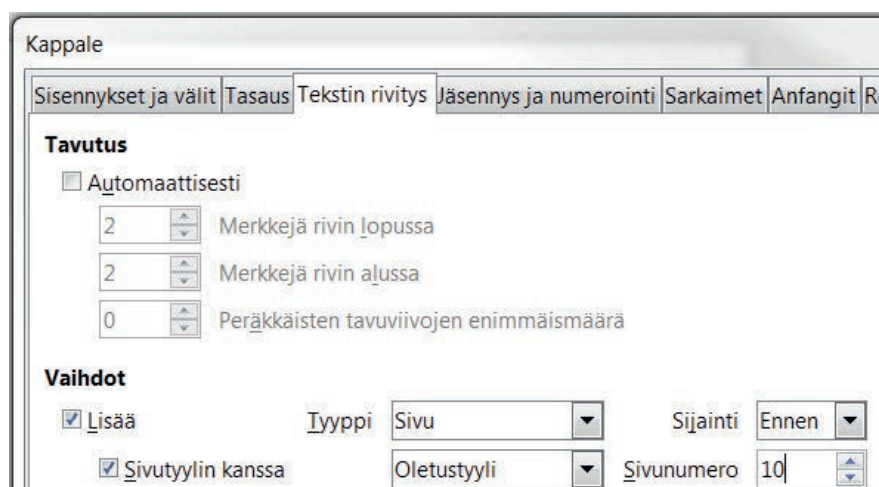 Kappale
Sisennykset ja välit Tasaus Tekstin rivitys Jäsennys ja numerointi Sarkaimet Anfangit
Tavutus
Automaattisesti
2 Merkkejä rivin lopussa
2 Merkkejä rivin alussa
0 Peräkkäisten tavuviivojen enimmäismäärä
Vaihdot
Lisää Tyyppi Sivu Sijainti Ennen
Sivutyylin kanssa Oletustyyli Sivunumero 10